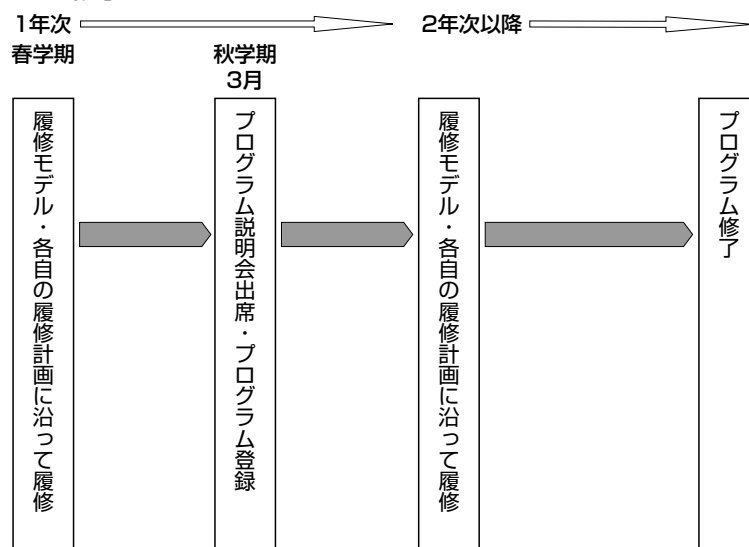 1年次
2年次以降
春学期
秋学期
3月
履修モデル・各自の履修計画に沿って履修
プログラム説明会出席・プログラム登録
履修モデル・各自の履修計画に沿って履修
プログラム修了